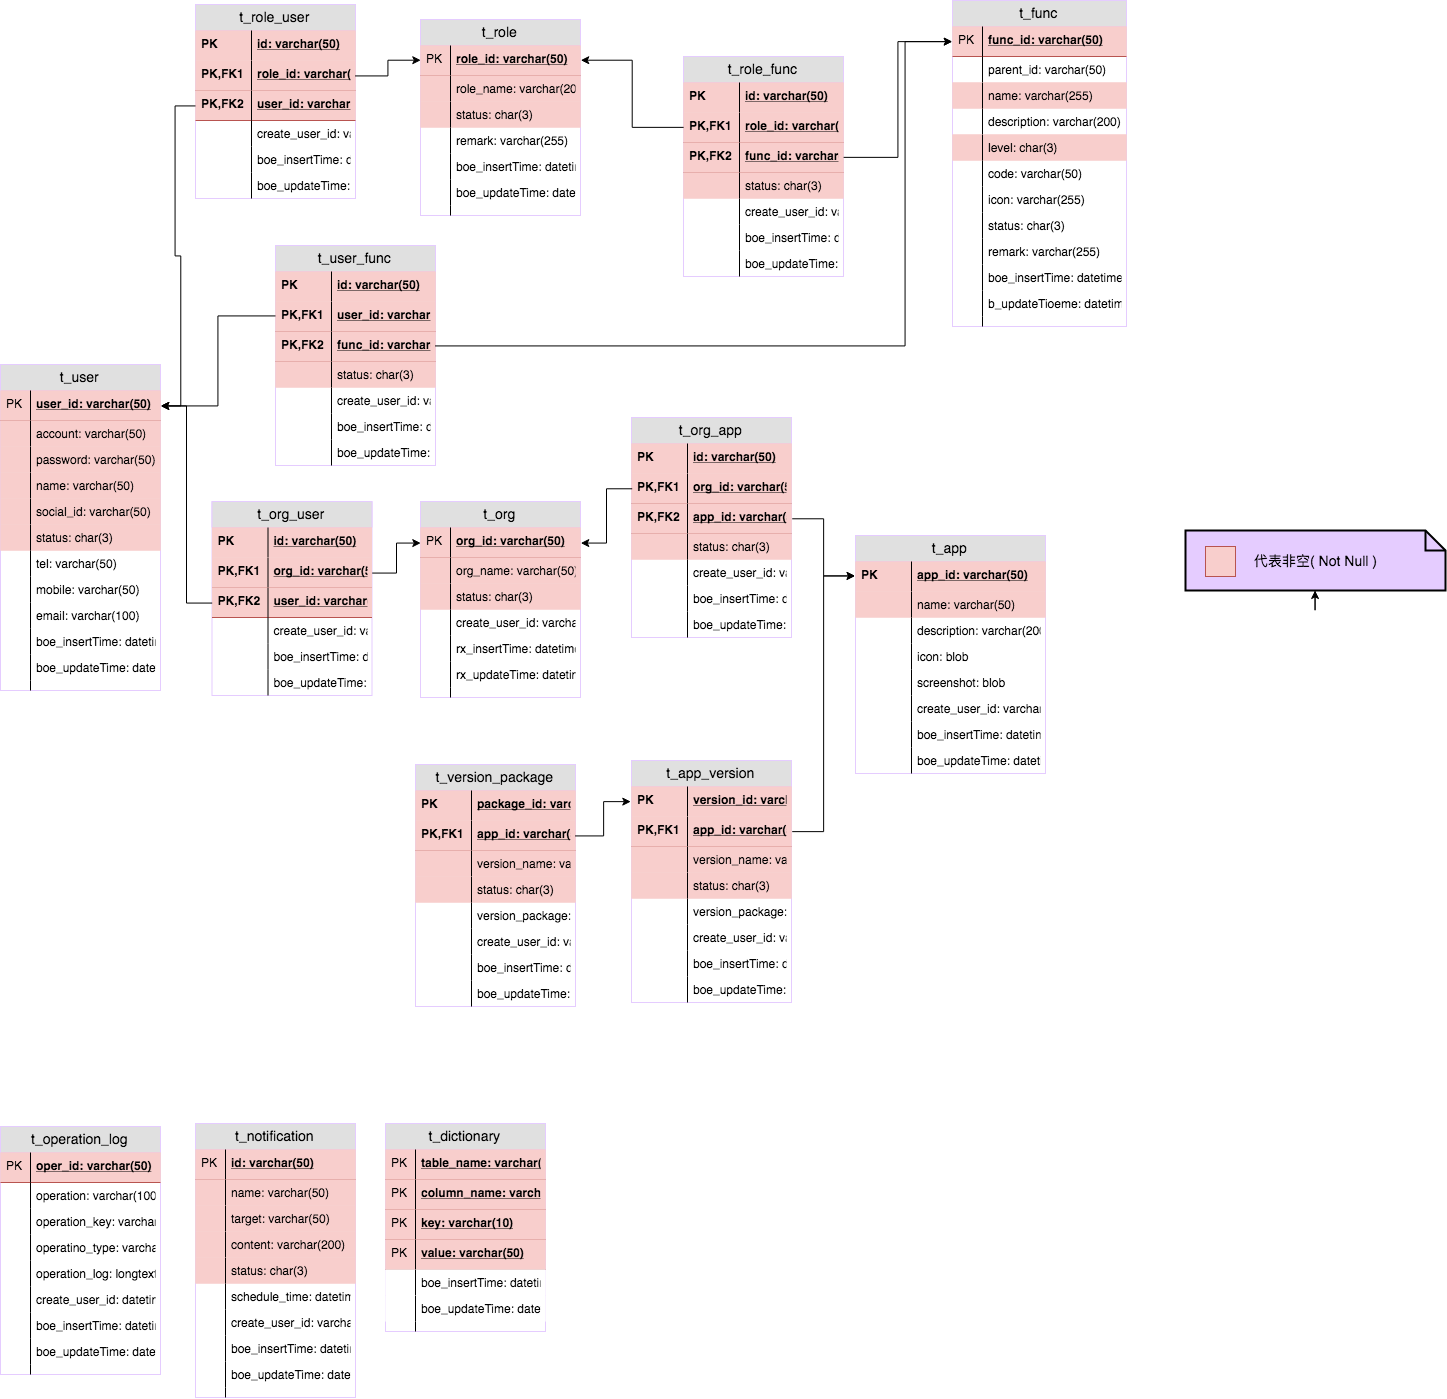 t_role_user
PK
id: varchar(50)
PK,FK1
role_id: varchar(
PK,FK2
user_id: varchar
create_user_id: va
boe_insertTime: d
boe_updateTime:
t_role
PK
role_id: varchar(50)
role_name: varchar(20
status: char(3)
remark: varchar(255)
boe_insertTime: dateti
boe_updateTime: date
t_role_func
PK
id: varchar(50)
PK,FK1
role_id: varchar(
PK,FK2
func_id: varchar
status: char(3)
create_user_id: va
boe_insertTime: d
boe_updateTime:
t_func
PK
func_id: varchar(50)
parent_id: varchar(50)
name: varchar(255)
description: varchar(200)
level: char(3)
code: varchar(50)
icon: varchar(255)
status: char(3)
remark: varchar(255)
boe_insertTime: datetime
b_updateTioeme: datetim
t_user_func
PK
id: varchar(50)
PK,FK1
user_id: varchar
PK,FK2
func_id: varchar
status: char(3)
create_user_id: va
boe_insertTime: d
boe_updateTime:
t_user
PK
user_id: varchar(50)
account: varchar(50)
password: varchar(50)
name: varchar(50)
social_id: varchar(50)
status: char(3)
tel: varchar(50)
mobile: varchar(50)
email: varchar(100)
boe_insertTime: dateti
boe_updateTime: date
t_org_user
PK
id: varchar(50)
PK,FK1
org_id: varchar(5
PK,FK2
user_id: varchar
create_user_id: va
boe_insertTime: d
boe_updateTime:
t_org
PK
org_id: varchar(50)
org_name: varchar(50)
status: char(3)
create_user_id: varcha
rx_insertTime: datetime
rx_updateTime: datetin
t_org_app
PK
id: varchar(50)
PK,FK1
org_id: varchar(5
PK,FK2
app_id: varchar(
status: char(3)
create_user_id: va
boe_insertTime: d
boe_updateTime:
t_app
PK
app_id: varchar(50)
name: varchar(50)
description: varchar(200
icon: blob
screenshot: blob
create_user_id: varchar
boe_insertTime: datetin
boe_updateTime: datet
代表非空( Not Null )
t_version_package
PK
package_id: varc
PK,FK1
app_id: varchar(
version_name: va
status: char(3)
version_package:
create_user_id: va
boe_insertTime: d
boe_updateTime:
t_app_version
PK
version_id: varcl
PK,FK1
app_id: varchar(
version_name: va
status: char(3)
version_package:
create_user_id: va
boe_insertTime: d
boe_updateTime:
t_operation_log
PK
oper_id: varchar(50)
operation: varchar(100
operation_key: varchar
operatino_type: varcha
operation_log: longtext
create_user_id: datetin
boe_insertTime: dateti
boe_updateTime: date
t_notification
PK
id: varchar(50)
name: varchar(50)
target: varchar(50)
content: varchar(200)
status: char(3)
schedule_time: datetim
create_user_id: varcha
boe_insertTime: dateti
boe_updateTime: date
t_dictionary
PK
table_name: varchar(
PK
column_name: varch
PK
key: varchar(10)
PK
value: varchar(50)
boe_insertTime: dateti
boe_updateTime: date